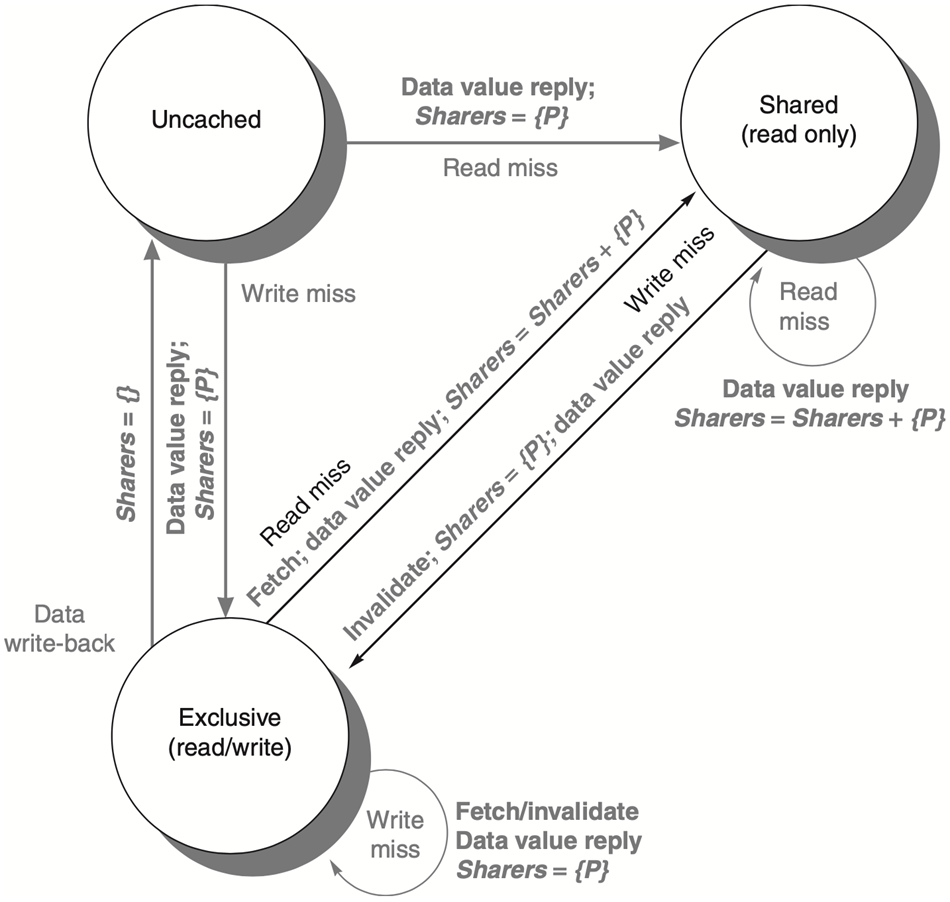 Uncached
Data value reply;
Sharers = {P}
Read miss
Shared
(read only)
Write miss
Sharers = {}
Data value reply;
Sharers = {P}
Read miss
Fetch; data value reply; Sharers = Sharers + {P}
Write miss
Invalidate; Sharers = {P}; data value reply
Read
miss
Data value reply
Sharers = Sharers + {P}
Data
write-back
Exclusive
(read/write)
Write
miss
Fetch/invalidate
Data value reply
Sharers = {P}